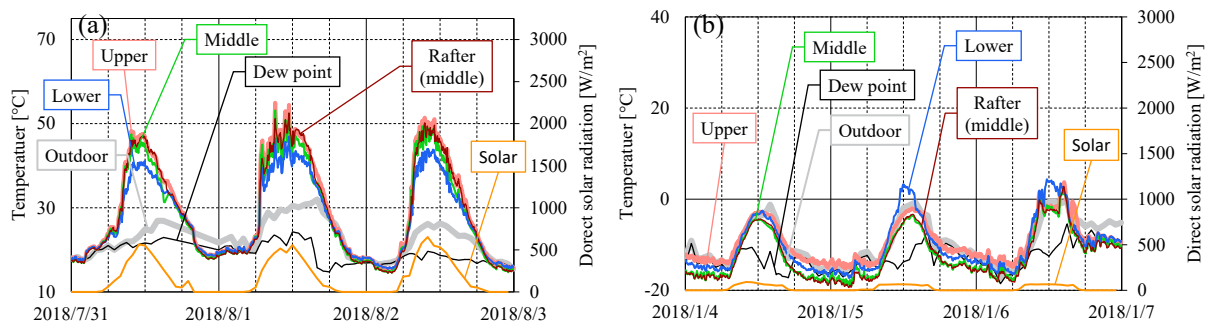 (a)
70
50
30
10
Temperatuer [°C]
Upper
Middle
Lower
Dew point
Rafter
(middle)
Outdoor
Solar
3000
2500
2000
1500
1000
500
0
Dorect solar radiation [W/m²]
2018/7/31
2018/8/1
2018/8/2
2018/8/3
(b)
40
20
0
-20
Temperatuer [°C]
Middle
Lower
Dew point
Upper
Outdoor
Rafter
(middle)
Solar
3000
2500
2000
1500
1000
500
0
Direct solar radiation [W/m²]
2018/1/4
2018/1/5
2018/1/6
2018/1/7